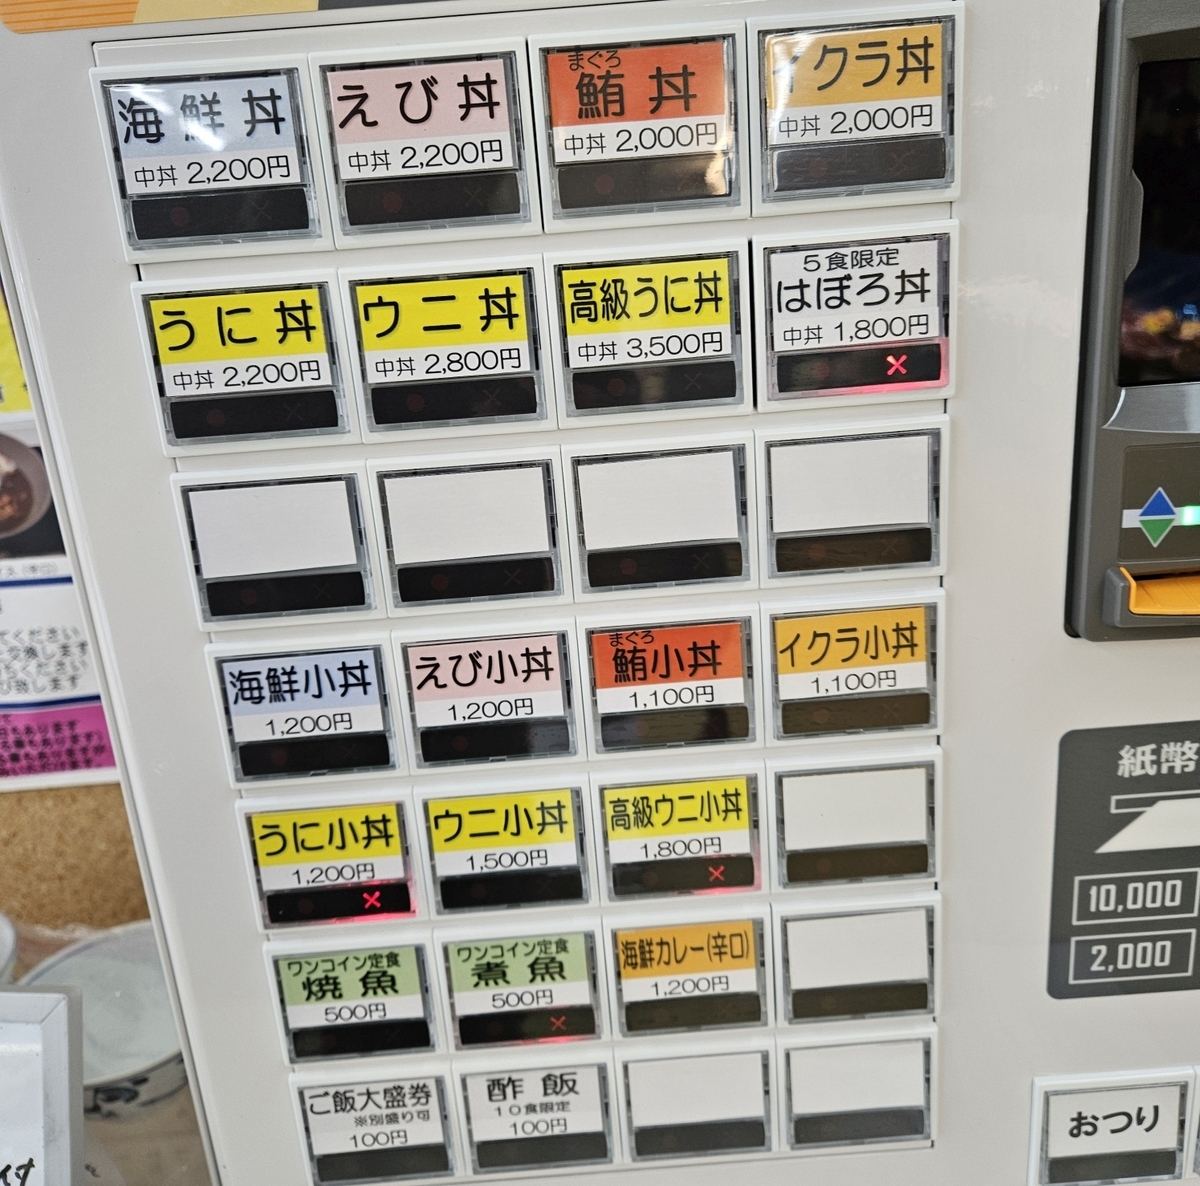 海鮮丼
中丼 2,200円
えび丼
中丼 2,200円
まぐろ
鮪丼
中丼 2,000円
イクラ丼
中丼 2,000円
うに丼
中丼 2,200円
ウニ丼
中丼 2,800円
高級うに丼
中丼 3,500円
5食限定
はぼろ丼
中丼 1,800円
×
海鮮小丼
1,200円
えび小丼
1,200円
まぐろ
鮪小丼
1,100円
イクラ小丼
1,100円
うに小丼
1,200円
×
ウニ小丼
1,500円
高級ウニ小丼
1,800円
×
ワンコイン定食
焼魚
500円
ワンコイン定食
煮魚
500円
×
海鮮カレー(辛口)
1,200円
ご飯大盛券
※別盛り可
100円
酢飯
10食限定
100円
紙幣
10,000
2,000
おつり